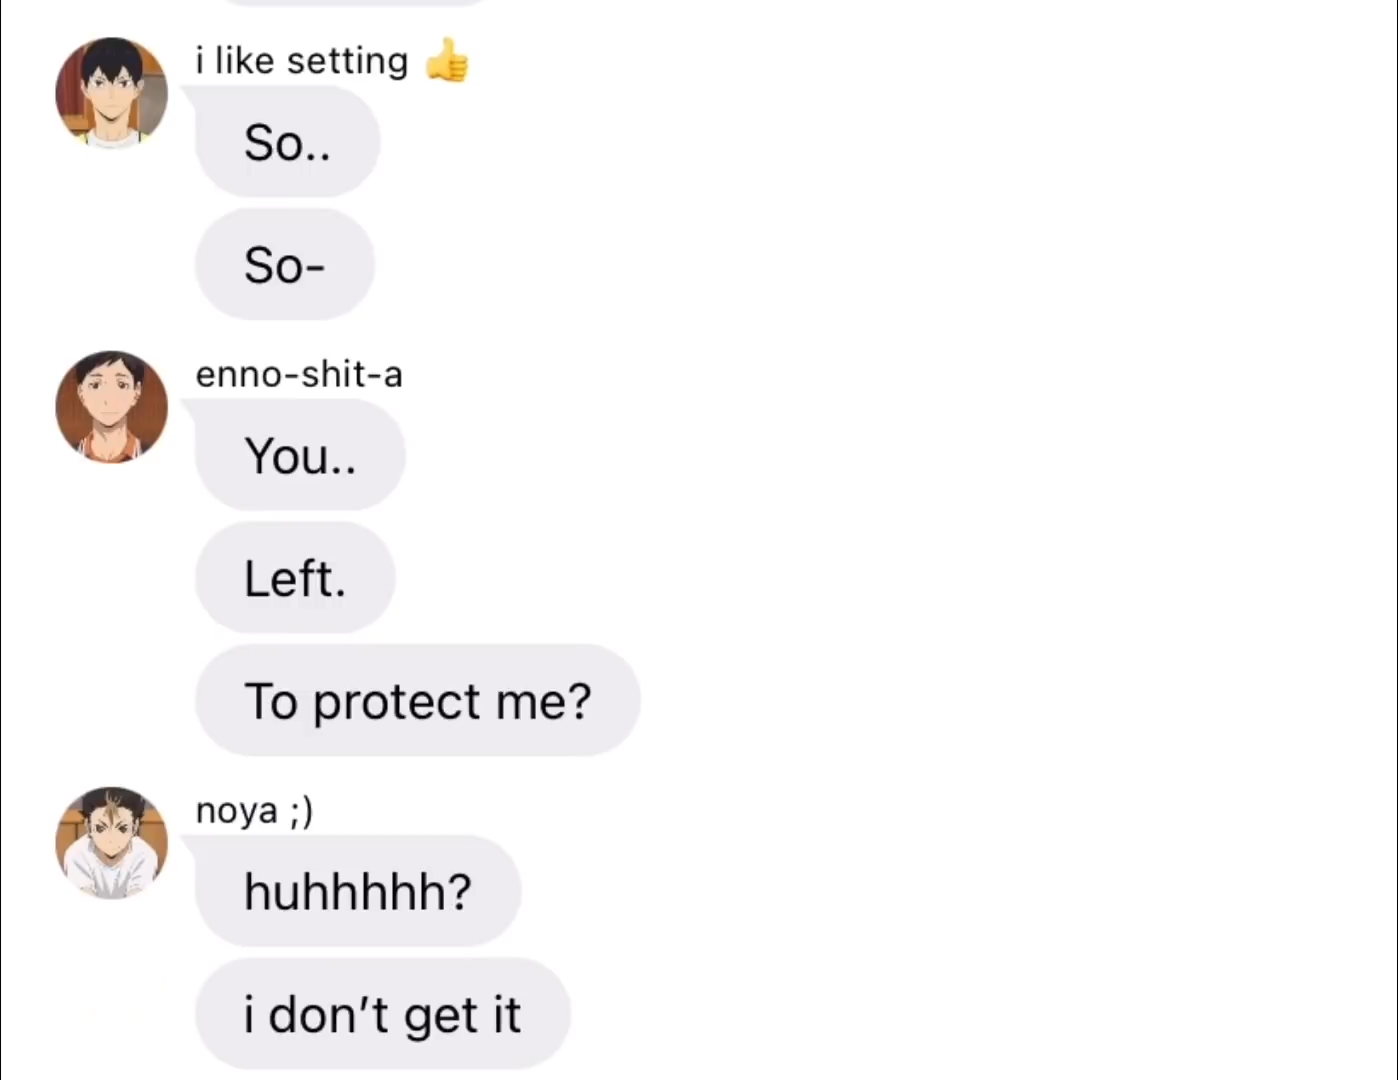 i like setting 👍
So..
So-
enno-shit-a
You..
Left.
To protect me?
noya ;)
huhhhhh?
i don't get it